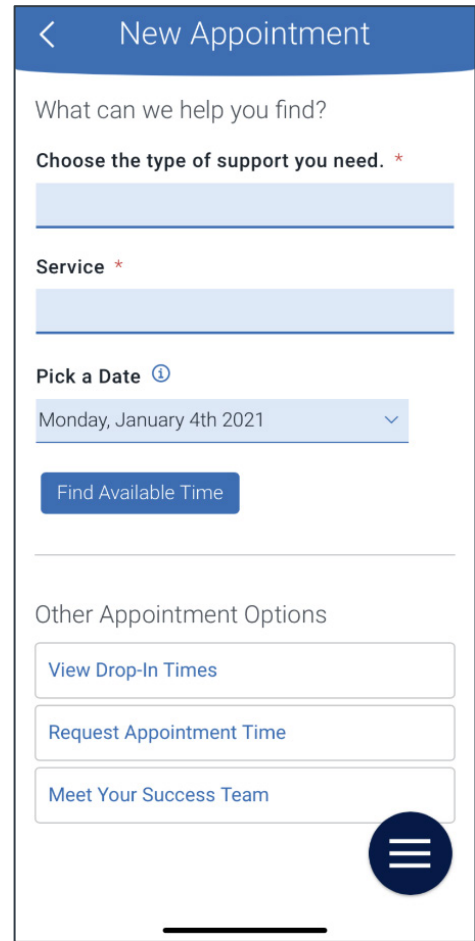 New Appointment
What can we help you find?
Choose the type of support you need. *
Service *
Pick a Date
Monday, January 4th 2021
Find Available Time
Other Appointment Options
View Drop-In Times
Request Appointment Time
Meet Your Success Team